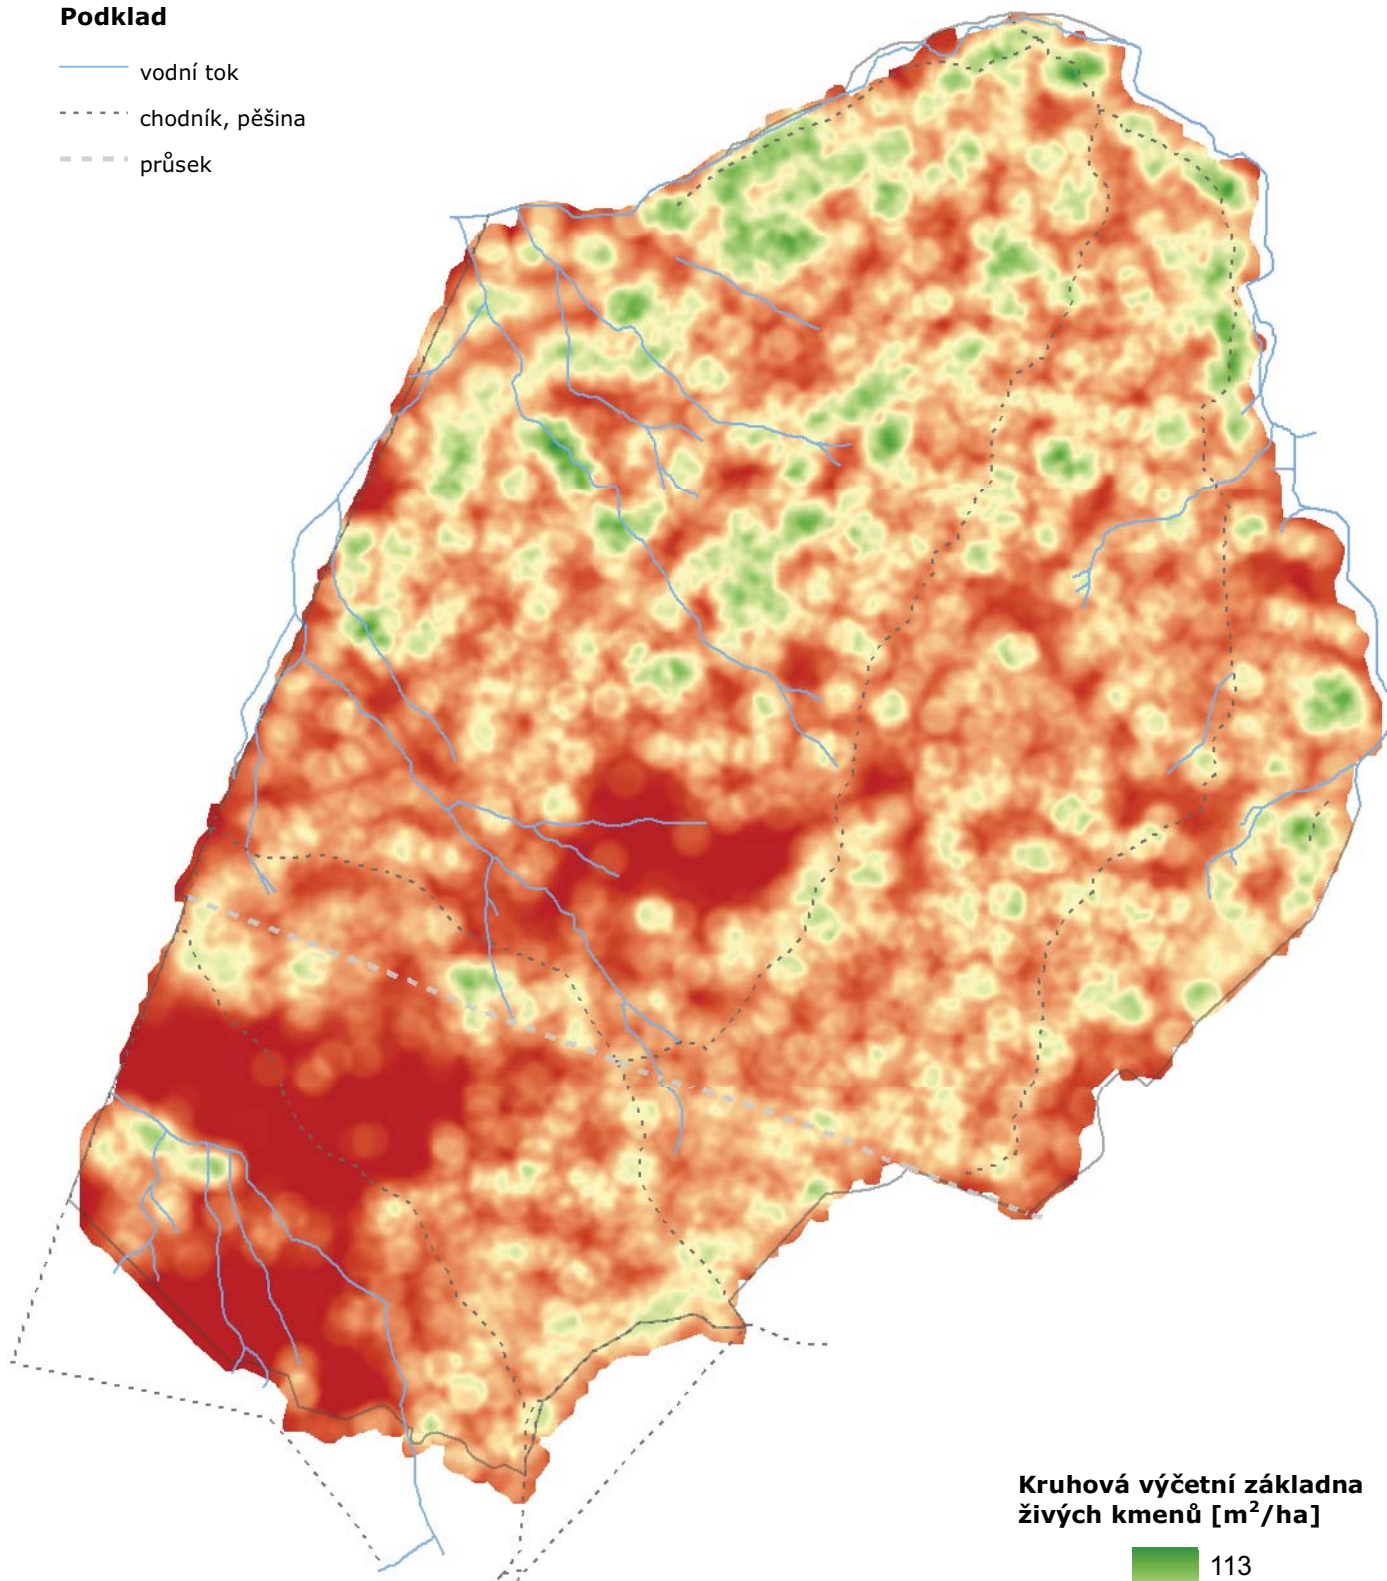 Podklad
vodní tok
chodník, pěšina
průsek
Kruhová výčetní základna
živých kmenů [m²/ha]
113